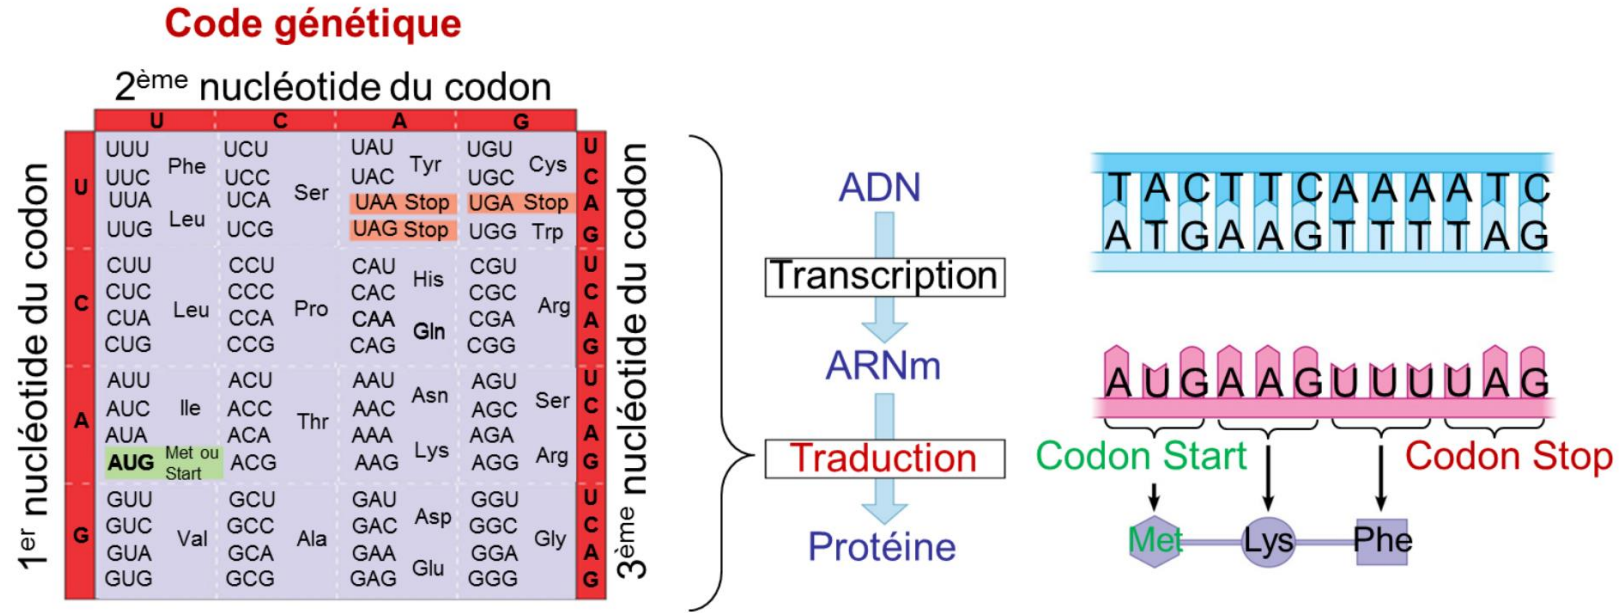 Code génétique
2ème nucléotide du codon
U C A G
1er nucléotide du codon
U
UUU UCU UAU UGU U
Phe Tyr Cys
UUC UCC UAC UGC C
Ser
UUA UCA UAA Stop UGA Stop A
Leu
UUG UCG UAG Stop UGG Trp G
C
CUU CCU CAU CGU U
His
CUC CCC CAC CGC C
Leu Pro Arg
CUA CCA CAA CGA A
Gln
CUG CCG CAG CGG G
A
AUU ACU AAU AGU U
Asn Ser
AUC Ile ACC AAC AGC C
Thr
AUA ACA AAA AGA A
Lys Arg
AUG Met ou Start ACG AAG AGG G
G
GUU GCU GAU GGU U
Asp
GUC GCC GAC GGC C
Val Ala Gly
GUA GCA GAA GGA A
Glu
GUG GCG GAG GGG G
3ème nucléotide du codon
ADN
Transcription
ARNm
Traduction
Protéine
TACTTCAAAATC
ATGAAGTTTTAG
AUGAAGUUUUAG
Codon Start Codon Stop
Met Lys Phe